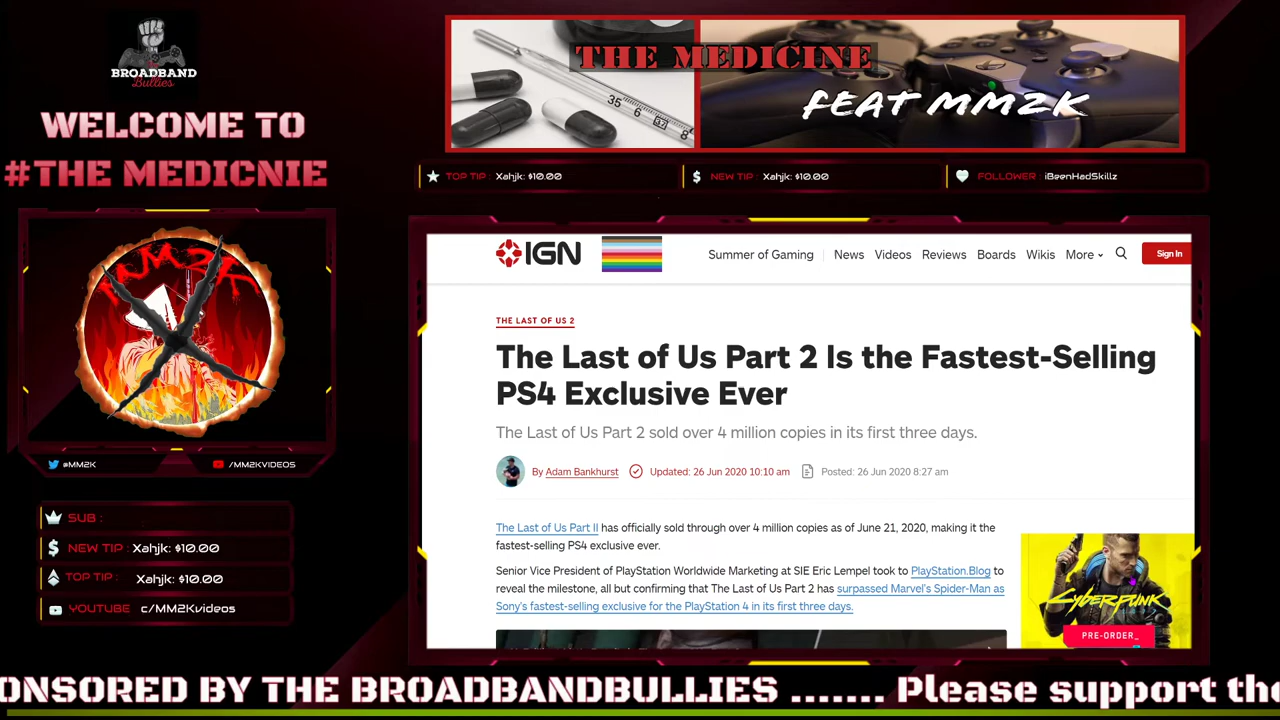 BROADBAND
Bullies
WELCOME TO
#THE MEDICNIE
THE MEDICINE
FEAT MM2K
35
6
37
8
TOP TIP : Xahjk: $10.00
NEW TIP : Xahjk: $10.00
FOLLOWER : iBeenHadSkillz
MM2K
@MM2K
/MM2KVIDEOS
SUB :
NEW TIP : Xahjk: $10.00
TOP TIP : Xahjk: $10.00
YOUTUBE c/MM2Kvideos
IGN
Summer of Gaming
News
Videos
Reviews
Boards
Wikis
More
Sign In
THE LAST OF US 2
The Last of Us Part 2 Is the Fastest-Selling
PS4 Exclusive Ever
The Last of Us Part 2 sold over 4 million copies in its first three days.
By Adam Bankhurst Updated: 26 Jun 2020 10:10 am Posted: 26 Jun 2020 8:27 am
The Last of Us Part II has officially sold through over 4 million copies as of June 21, 2020, making it the
fastest-selling PS4 exclusive ever.
Senior Vice President of PlayStation Worldwide Marketing at SIE Eric Lempel took to PlayStation.Blog to
reveal the milestone, all but confirming that The Last of Us Part 2 has surpassed Marvel's Spider-Man as
Sony's fastest-selling exclusive for the PlayStation 4 in its first three days.
Cyberpunk
PRE-ORDER_
ONSORED BY THE BROADBANDBULLIES ....... Please support the